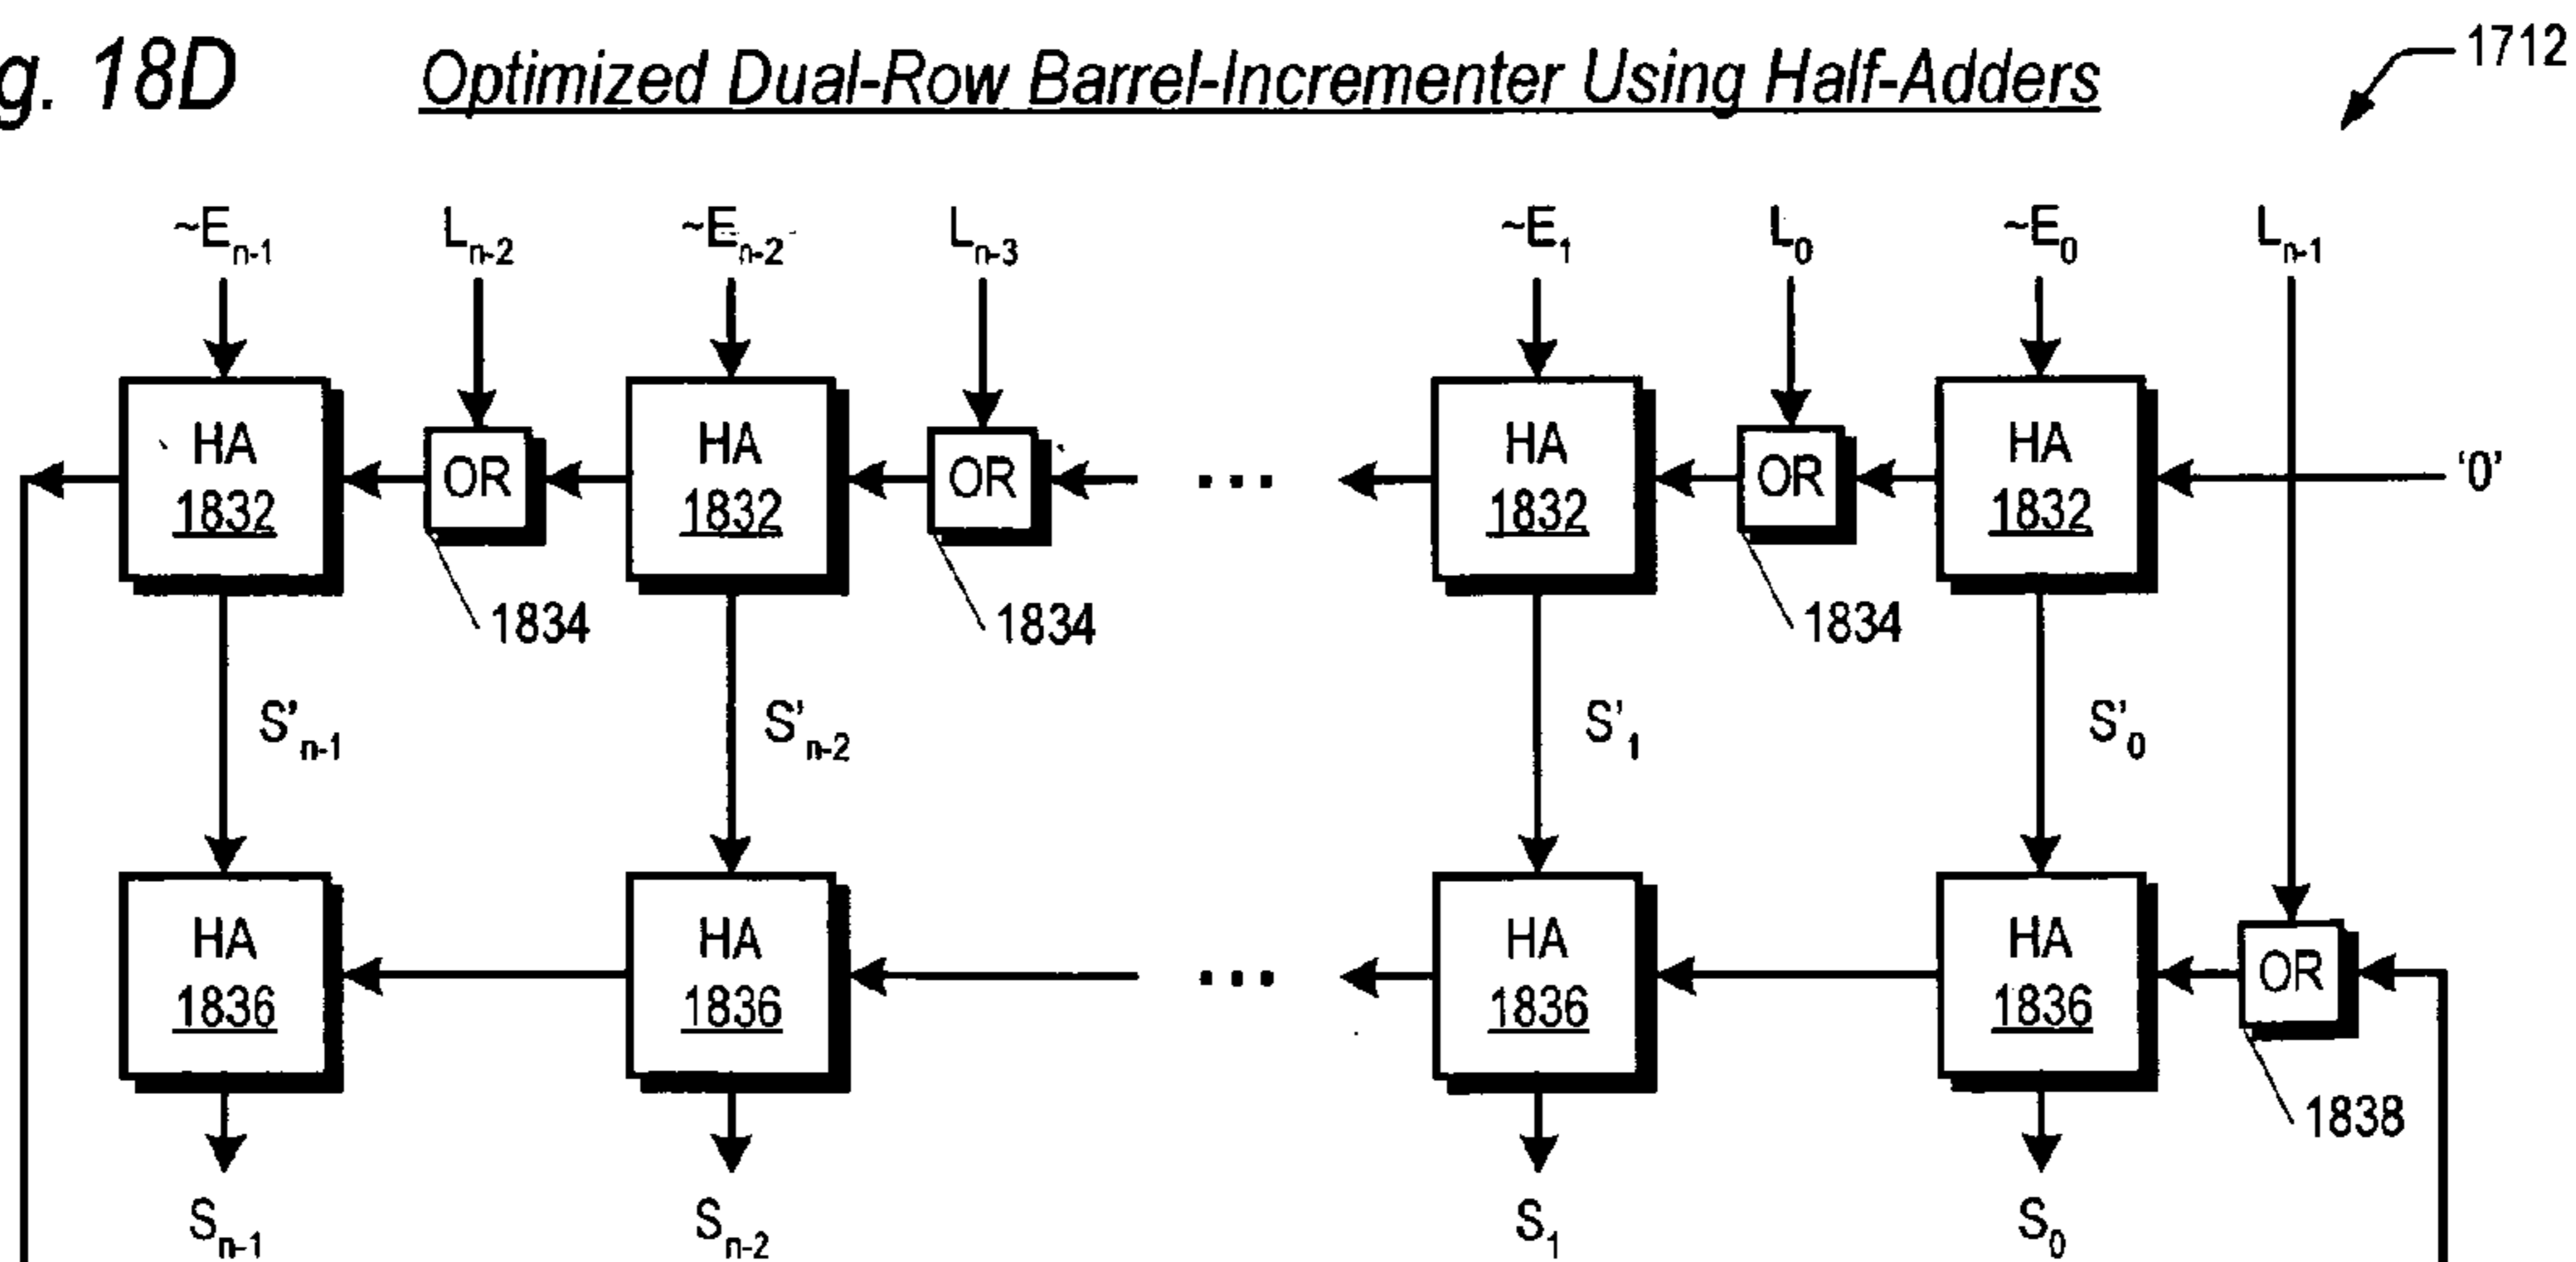 g. 18D Optimized Dual-Row Barrel-Incrementer Using Half-Adders 1712
~En-1 Ln-2 ~En-2 Ln-3 ~E1 L0 ~E0 Ln-1
HA OR HA OR ... HA OR HA '0'
1832 1832 1832 1832
1834 1834 1834
S'n-1 S'n-2 S'1 S'0
HA HA ... HA HA OR
1836 1836 1836 1836
1838
Sn-1 Sn-2 S1 S0